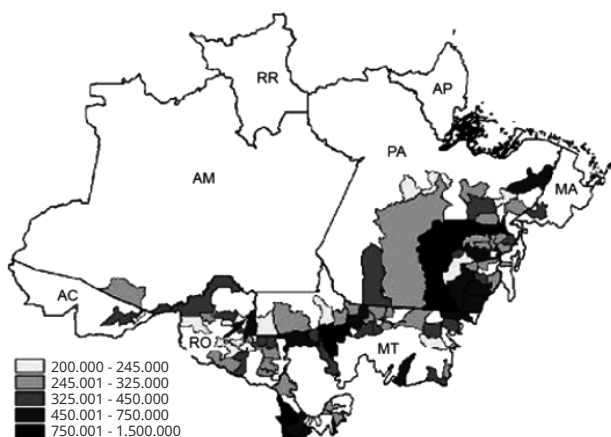 RR
AP
AM
PA
MA
AC
RO
MT
200.000 - 245.000
245.001 - 325.000
325.001 - 450.000
450.001 - 750.000
750.001 - 1.500.000